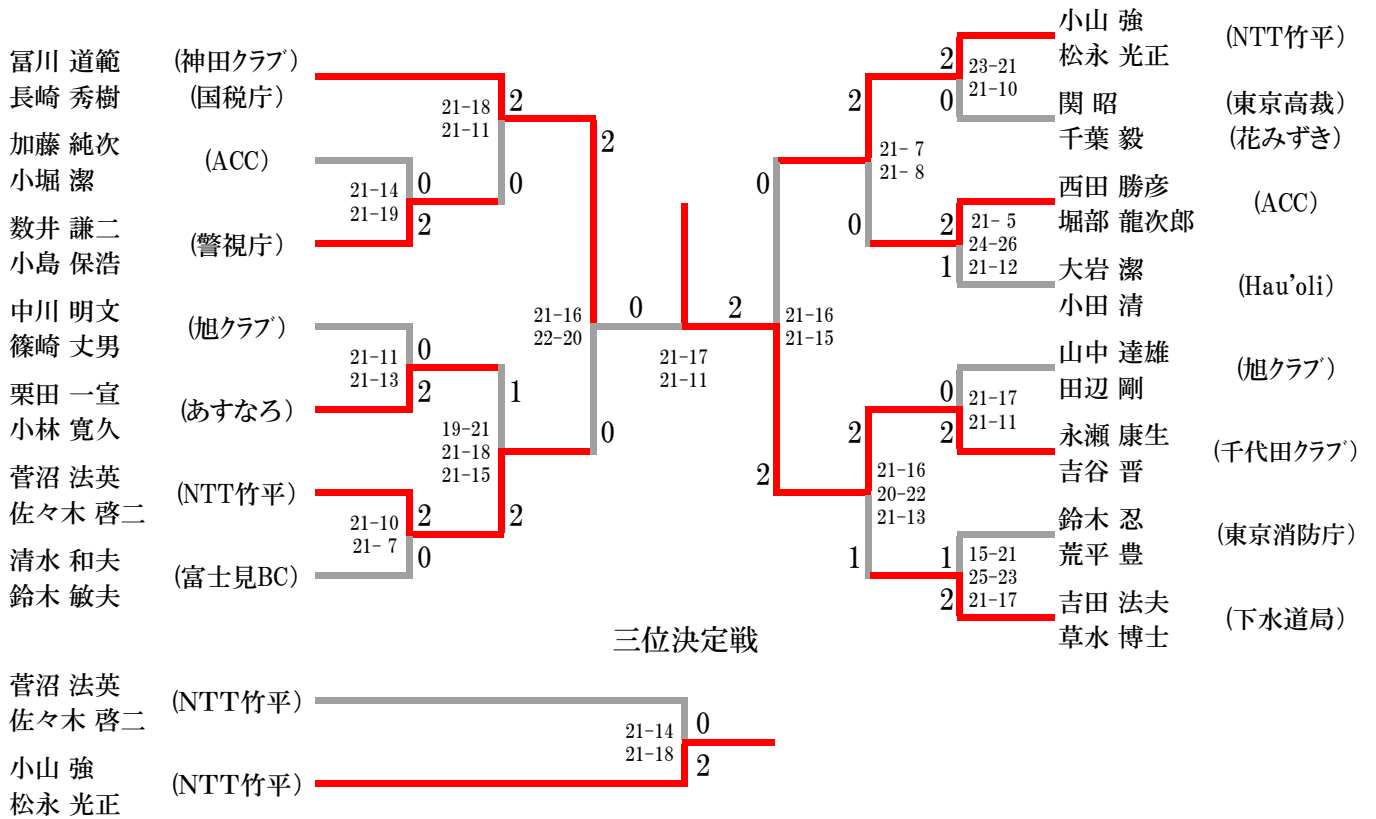 冨川 道範 (神田クラブ)
長崎 秀樹 (国税庁)
加藤 純次
小堀 潔
(ACC)
数井 謙二
小島 保浩
(警視庁)
中川 明文
篠崎 丈男
(旭クラブ)
栗田 一宣
小林 寛久
(あすなろ)
菅沼 法英
佐々木 啓二
(NTT竹平)
清水 和夫
鈴木 敏夫
(富士見BC)
21-18
21-11
2
0
21-14
21-19
0
2
21-11
21-13
0
2
19-21
21-18
21-15
1
2
21-10
21- 7
2
0
2
21-16
22-20
0
0
21-17
21-11
2
0
21-16
21-15
2
2
21- 7
21- 8
0
2
23-21
21-10
0
2
21- 5
24-26
21-12
1
0
21-17
21-11
2
2
21-16
20-22
21-13
1
1
15-21
25-23
21-17
2
小山 強
松永 光正
(NTT竹平)
関 昭 (東京高裁)
千葉 毅 (花みずき)
西田 勝彦
堀部 龍次郎
(ACC)
大岩 潔
小田 清
(Hau'oli)
山中 達雄
田辺 剛
(旭クラブ)
永瀬 康生
吉谷 晋
(千代田クラブ)
鈴木 忍
荒平 豊
(東京消防庁)
吉田 法夫
草水 博士
(下水道局)
三位決定戦
菅沼 法英
佐々木 啓二
(NTT竹平)
小山 強
松永 光正
(NTT竹平)
21-14
21-18
0
2